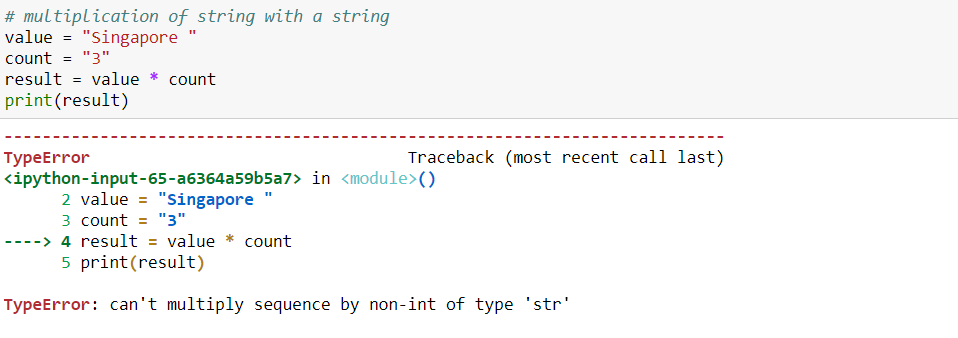 # multiplication of string with a string
value = "Singapore "
count = "3"
result = value * count
print(result)
---------------------------------------------------------------------------
TypeError                                 Traceback (most recent call last)
<ipython-input-65-a6364a59b5a7> in <module>()
      2 value = "Singapore "
      3 count = "3"
----> 4 result = value * count
      5 print(result)

TypeError: can't multiply sequence by non-int of type 'str'